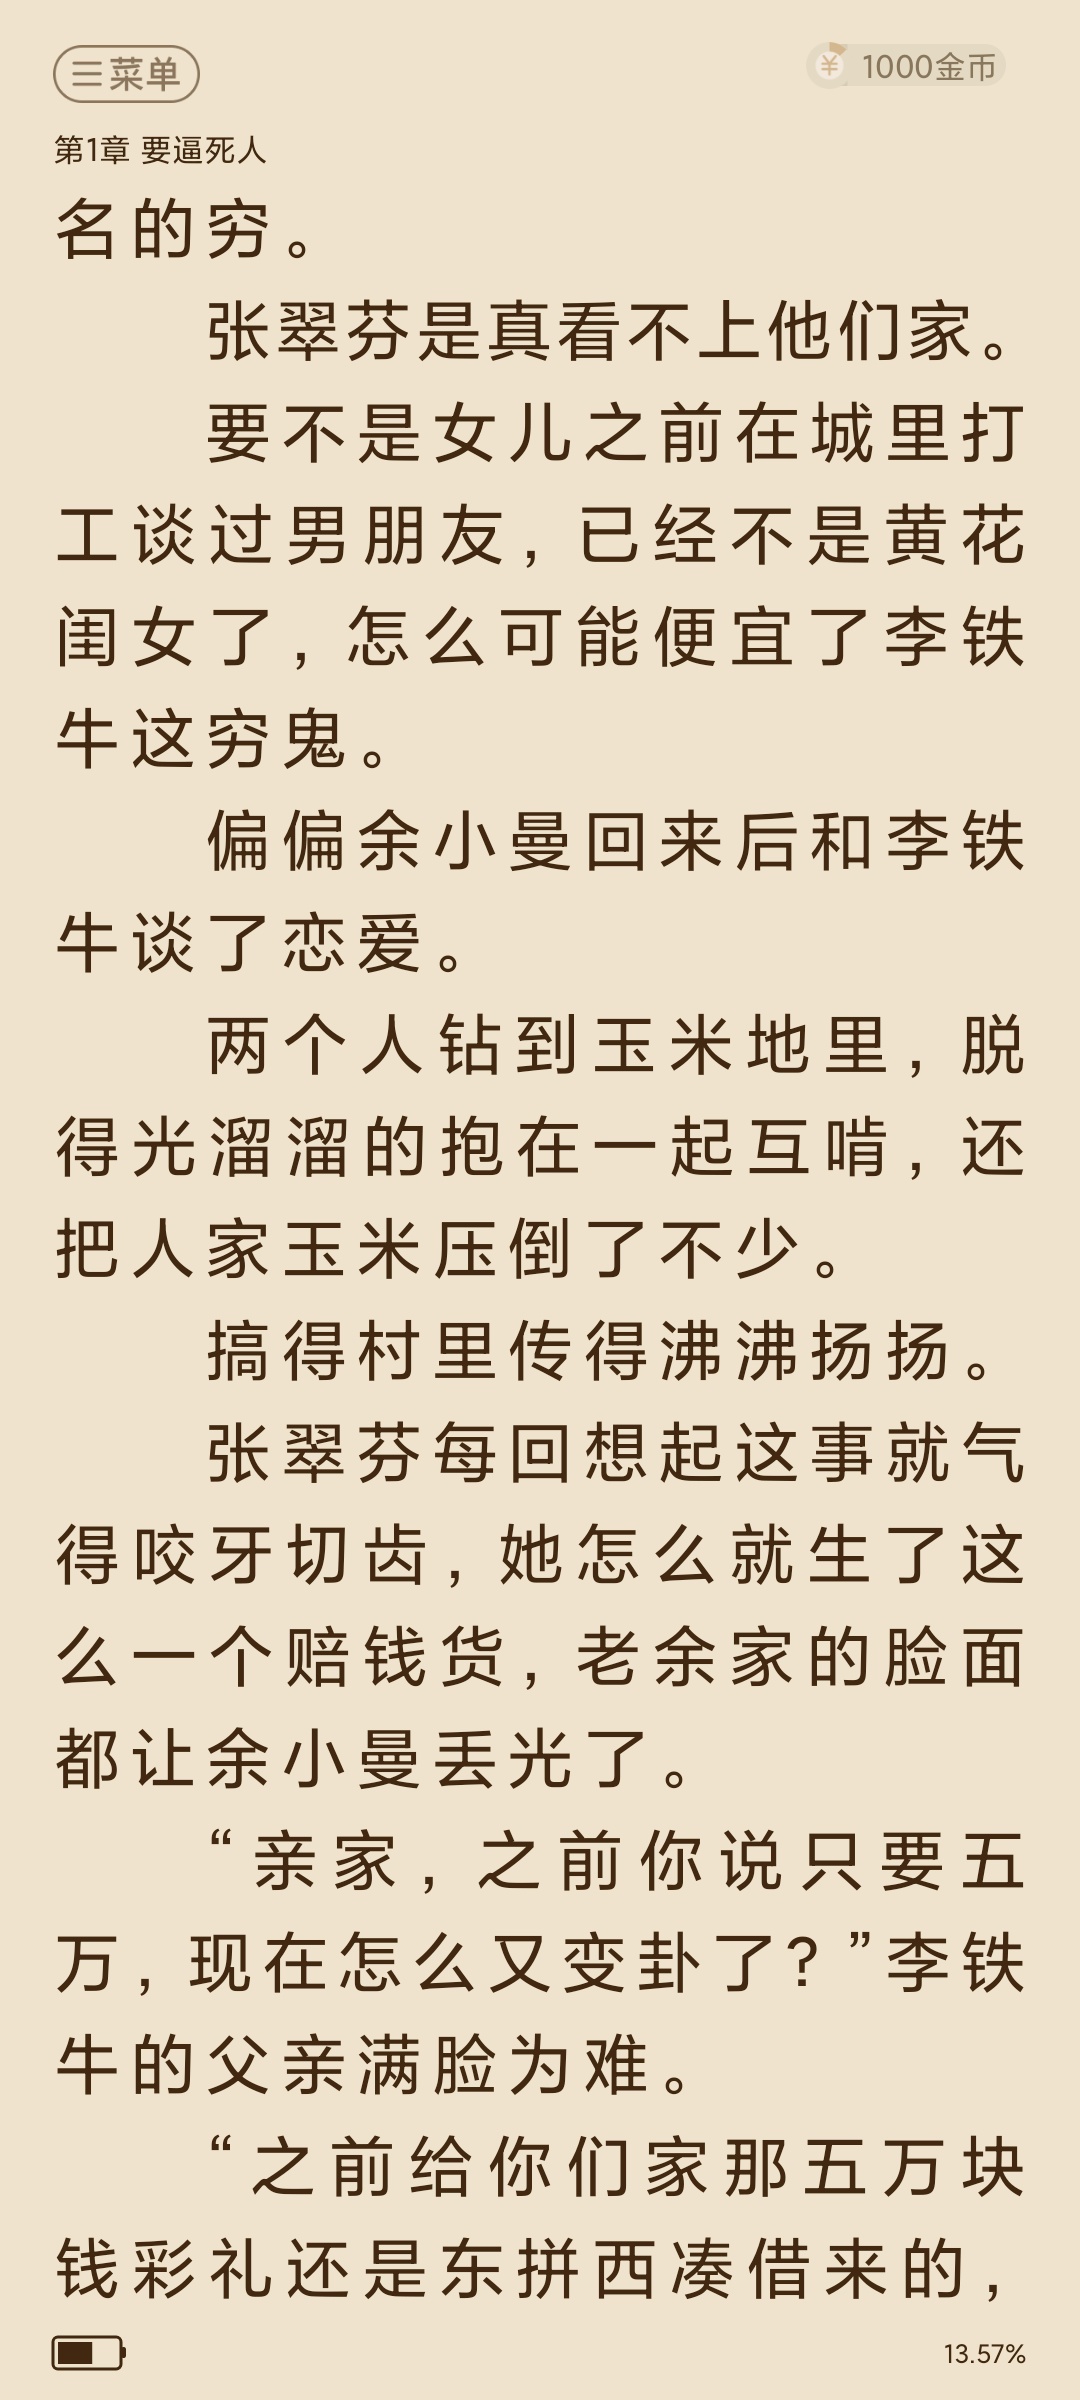 菜单
1000金币
第1章 要逼死人
名的穷。
张翠芬是真看不上他们家。
要不是女儿之前在城里打
工谈过男朋友，已经不是黄花
闺女了，怎么可能便宜了李铁
牛这穷鬼。
偏偏余小曼回来后和李铁
牛谈了恋爱。
两个人钻到玉米地里，脱
得光溜溜的抱在一起互啃，还
把人家玉米压倒了不少。
搞得村里传得沸沸扬扬。
张翠芬每回想起这事就气
得咬牙切齿，她怎么就生了这
么一个赔钱货，老余家的脸面
都让余小曼丢光了。
“亲家，之前你说只要五
万，现在怎么又变卦了？”李铁
牛的父亲满脸为难。
“之前给你们家那五万块
钱彩礼还是东拼西凑借来的，
13.57%